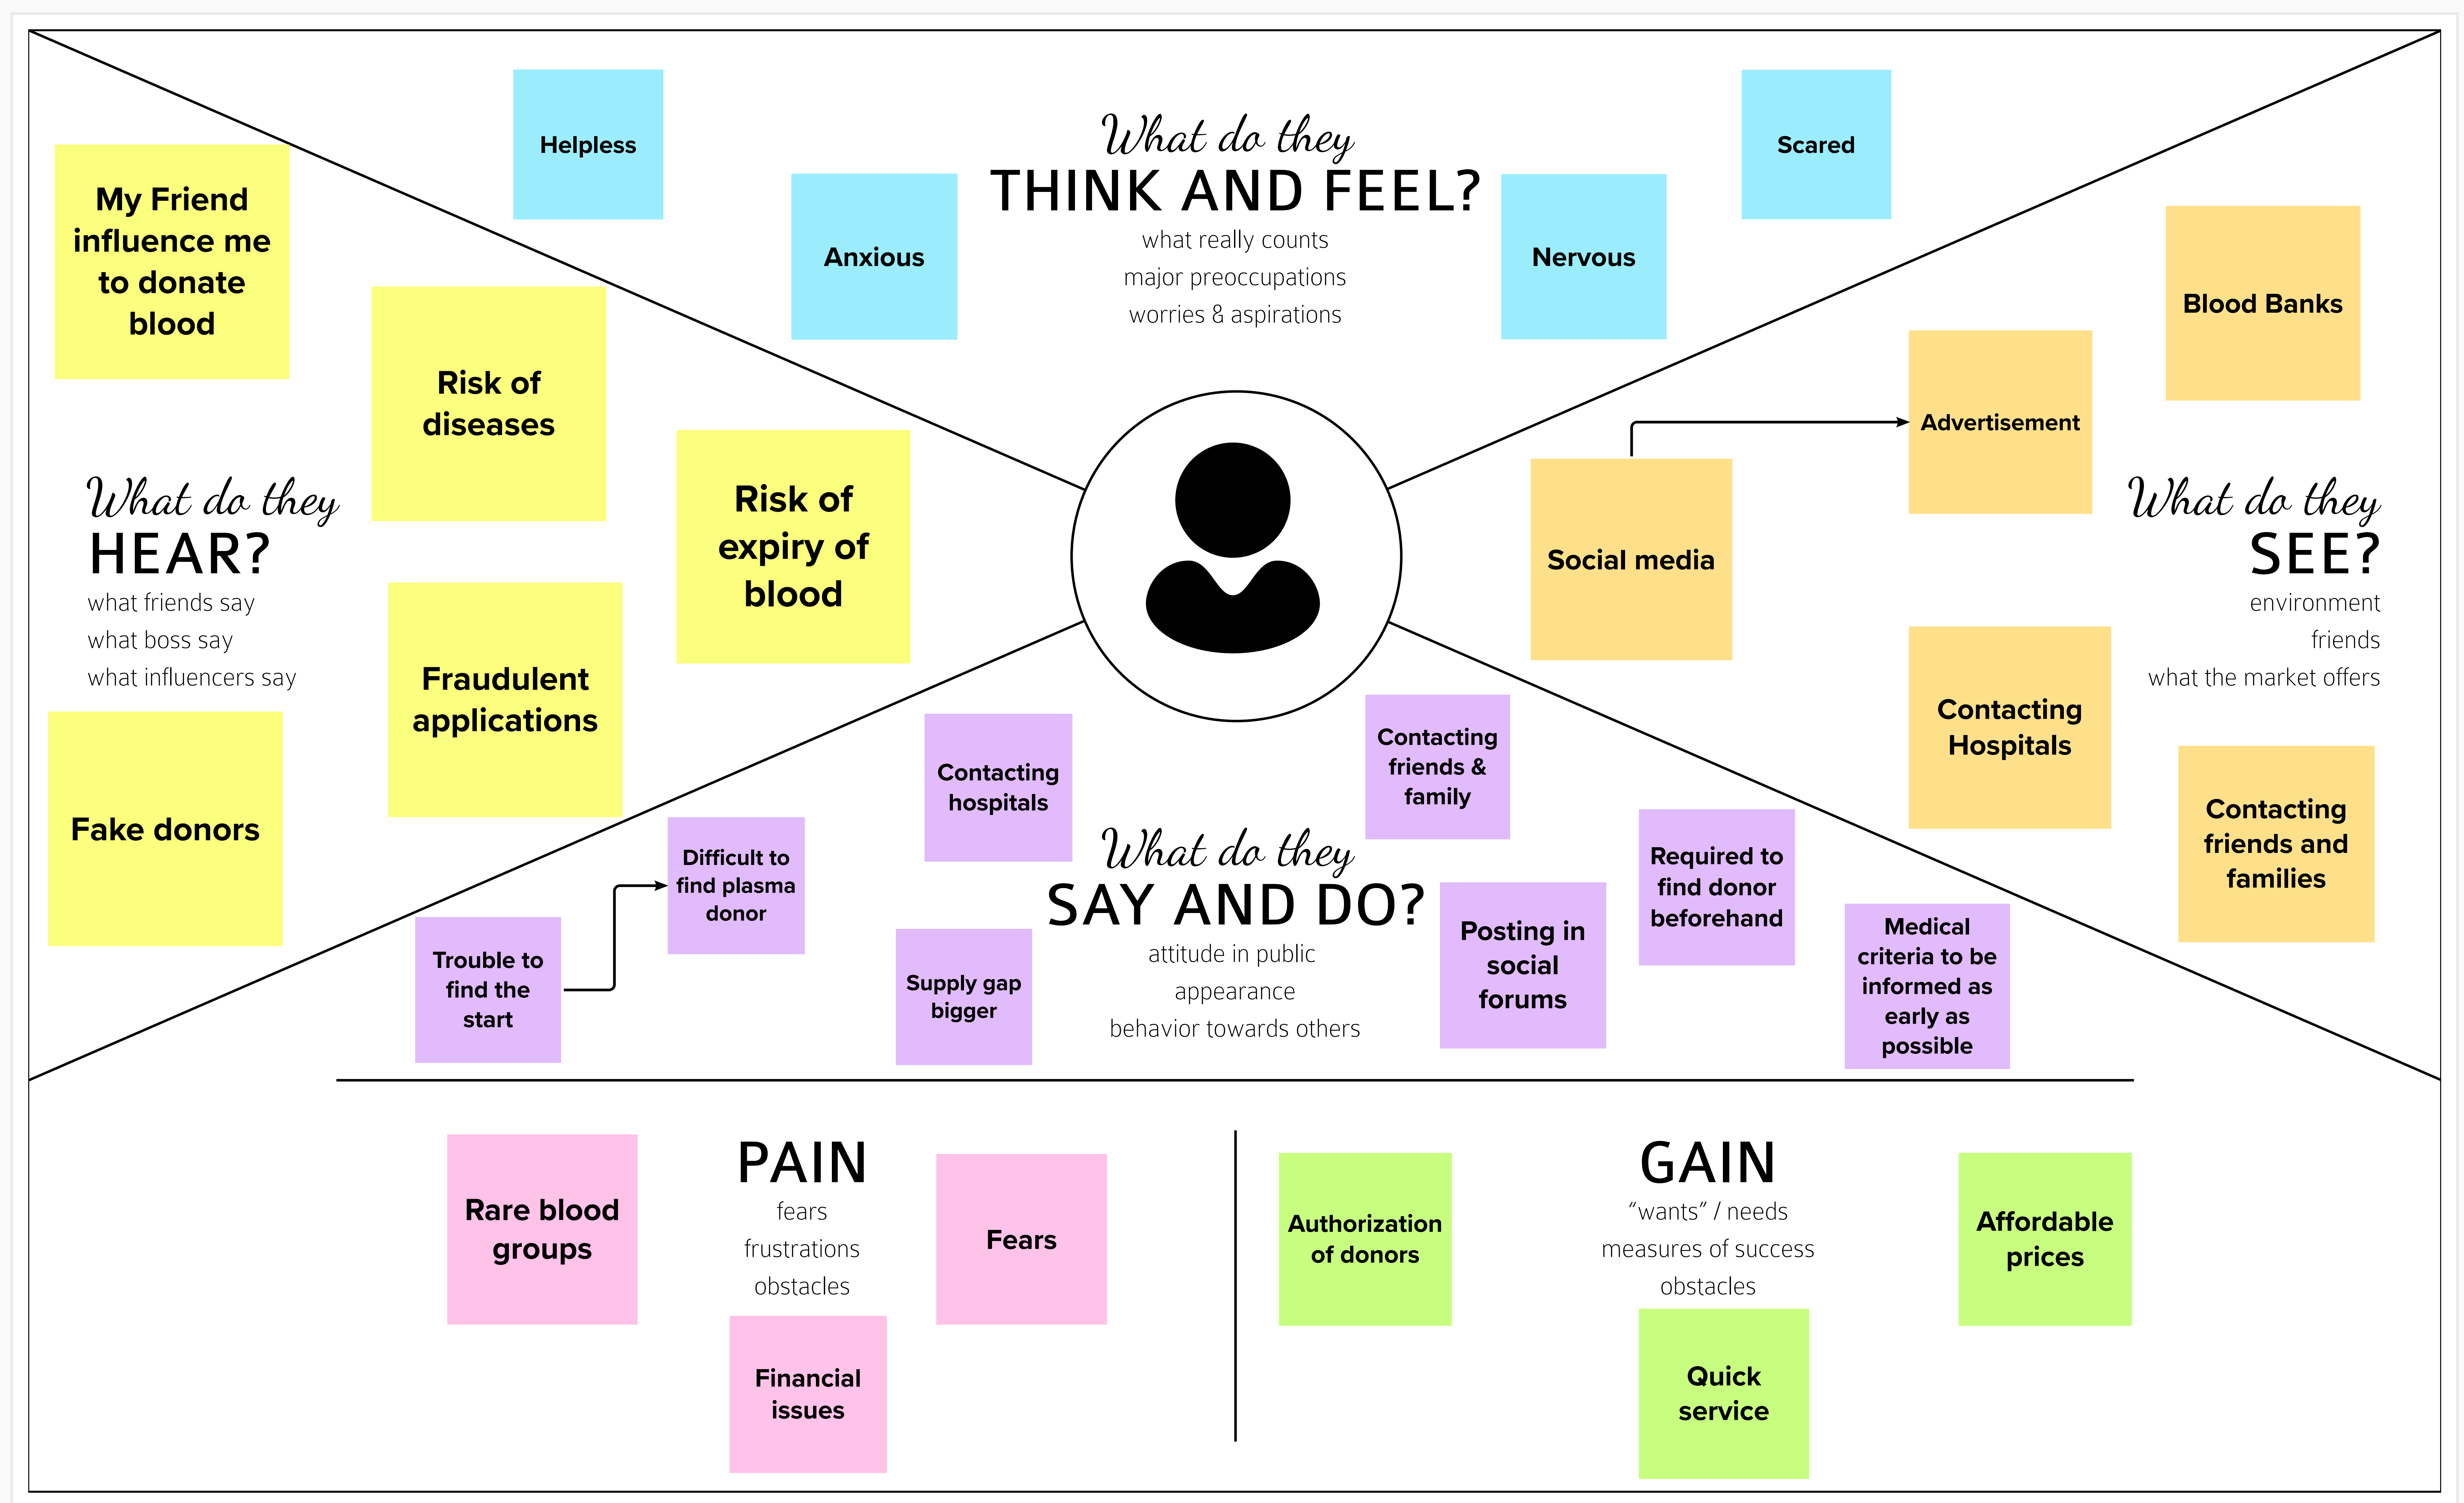 What do they
THINK AND FEEL?
what really counts
major preoccupations
worries & aspirations
Helpless
Anxious
Nervous
Scared
What do they
HEAR?
what friends say
what boss say
what influencers say
My Friend
influence me
to donate
blood
Risk of
diseases
Risk of
expiry of
blood
Fraudulent
applications
Fake donors
What do they
SEE?
environment
friends
what the market offers
Blood Banks
Advertisement
Social media
Contacting
Hospitals
Contacting
friends and
families
What do they
SAY AND DO?
attitude in public
appearance
behavior towards others
Contacting
hospitals
Contacting
friends &
family
Difficult to
find plasma
donor
Trouble to
find the
start
Supply gap
bigger
Posting in
social
forums
Required to
find donor
beforehand
Medical
criteria to be
informed as
early as
possible
PAIN
fears
frustrations
obstacles
Rare blood
groups
Fears
Financial
issues
GAIN
“wants” / needs
measures of success
obstacles
Authorization
of donors
Affordable
prices
Quick
service